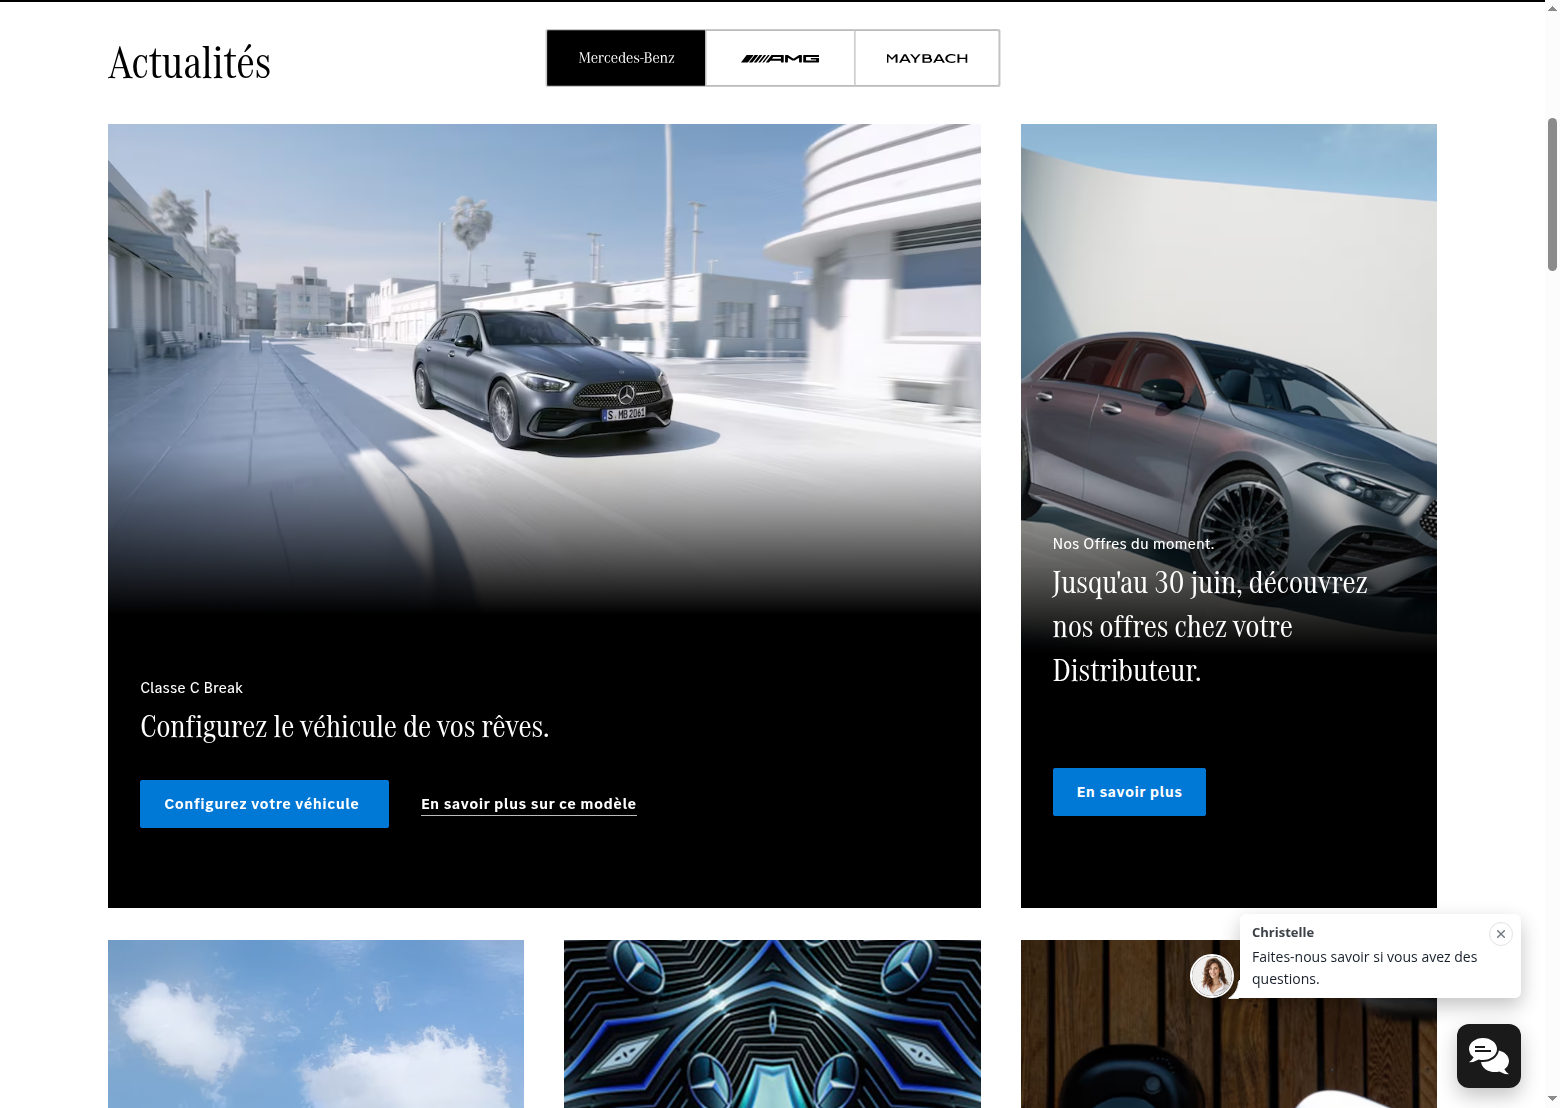 Actualités
Mercedes-Benz
AMG
MAYBACH
S MB 2061
Classe C Break
Configurez le véhicule de vos rêves.
Configurez votre véhicule
En savoir plus sur ce modèle
Nos Offres du moment.
Jusqu'au 30 juin, découvrez
nos offres chez votre
Distributeur.
En savoir plus
Christelle
Faites-nous savoir si vous avez des
questions.